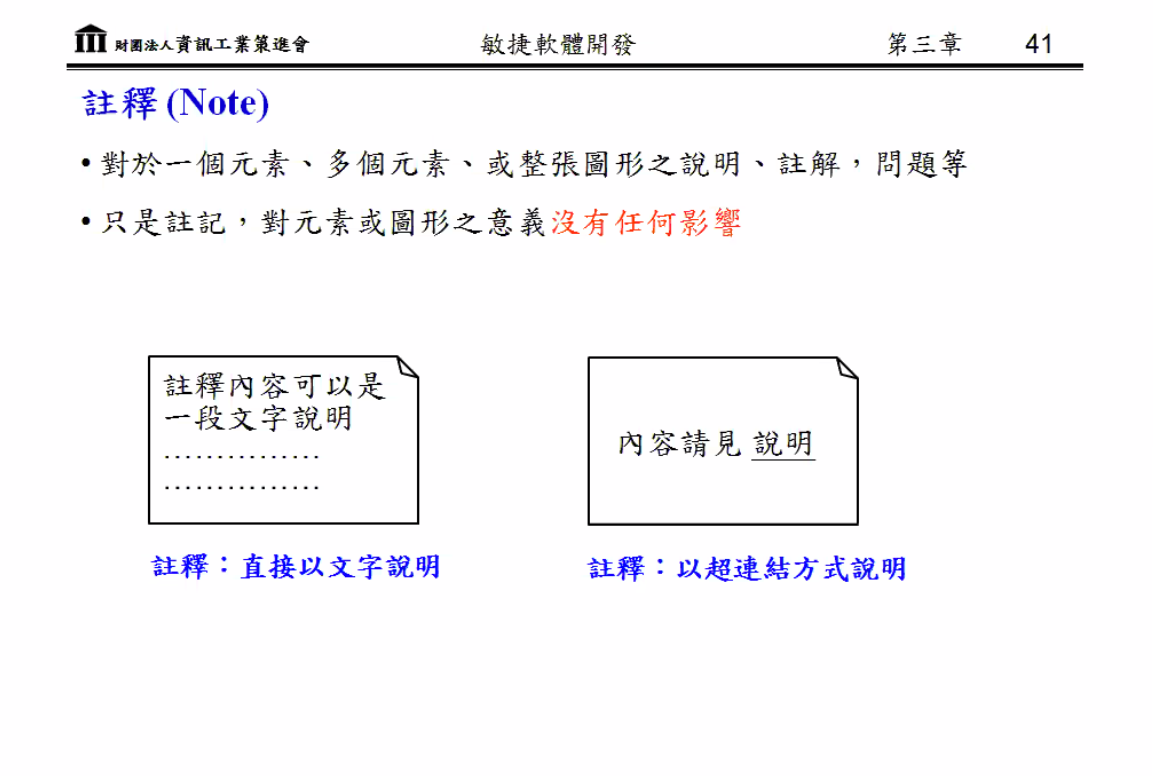 財團法人資訊工業策進會 敏捷軟體開發 第三章 41
註釋 (Note)
• 對於一個元素、多個元素、或整張圖形之說明、註解，問題等
• 只是註記，對元素或圖形之意義沒有任何影響
註釋內容可以是
一段文字說明
...............
...............
內容請見 說明
註釋：直接以文字說明
註釋：以超連結方式說明